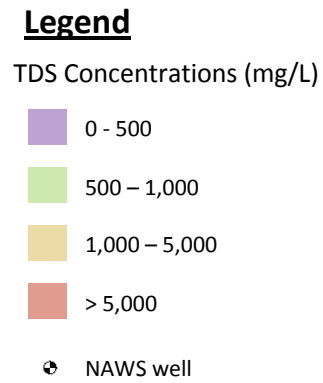 Legend
TDS Concentrations (mg/L)
0 - 500
500 – 1,000
1,000 – 5,000
> 5,000
NAWS well